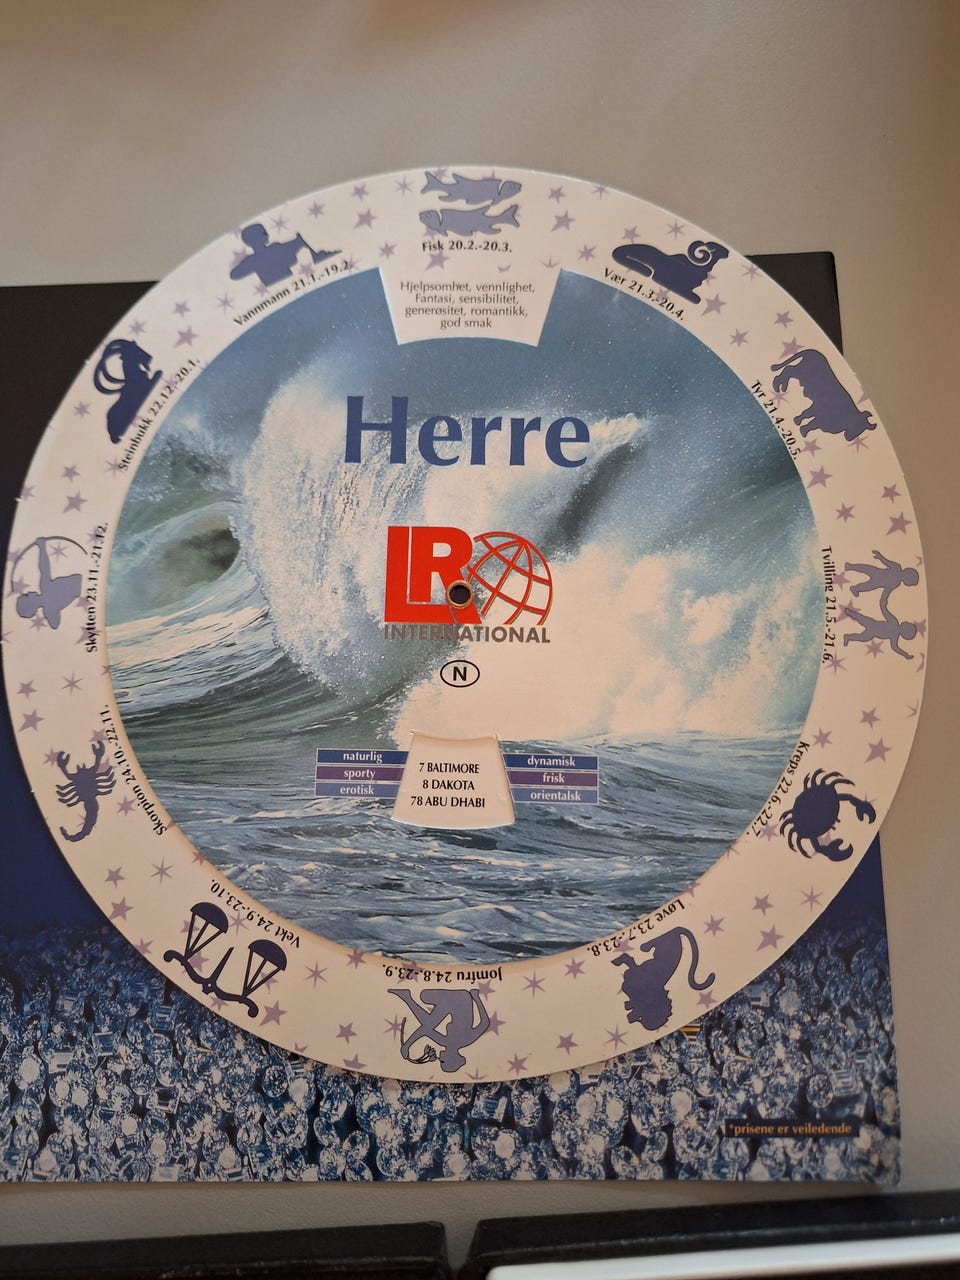 Fisk 20.2.-20.3.
Hjelpsomhet, vennlighet,
Fantasi, sensibilitet,
generøsitet, romantikk,
god smak
Vær 21.3.-20.4.
Tyr 21.4.-20.5.
Tvilling 21.5.-21.6.
Kreps 22.6.-22.7.
Løve 23.7.-23.8.
Jomfru 24.8.-23.9.
Vekt 24.9.-23.10.
Skorpion 24.10.-22.11.
Skytten 23.11.-21.12.
Steinbukk 22.12.-20.1.
Vannmann 21.1.-19.2.
Herre
LR
INTERNATIONAL
N
naturlig 7 BALTIMORE dynamisk
sporty 8 DAKOTA frisk
erotisk 78 ABU DHABI orientalsk
*prisene er veiledende